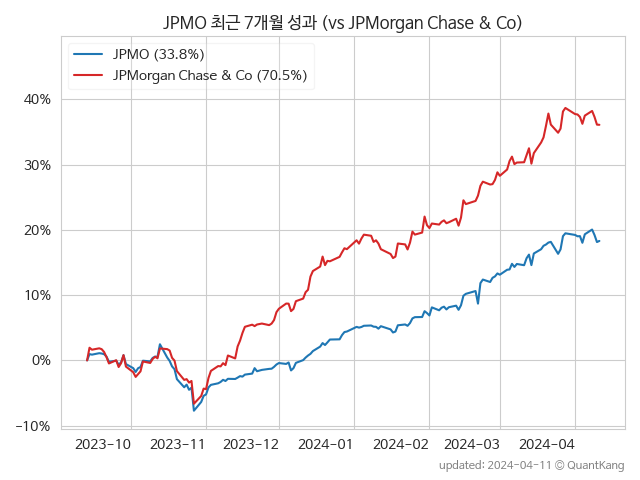 JPMO 최근 7개월 성과 (vs JPMorgan Chase & Co)
JPMO (33.8%)
JPMorgan Chase & Co (70.5%)
40%
30%
20%
10%
0%
−10%
2023-10 2023-11 2023-12 2024-01 2024-02 2024-03 2024-04
updated: 2024-04-11 © QuantKang